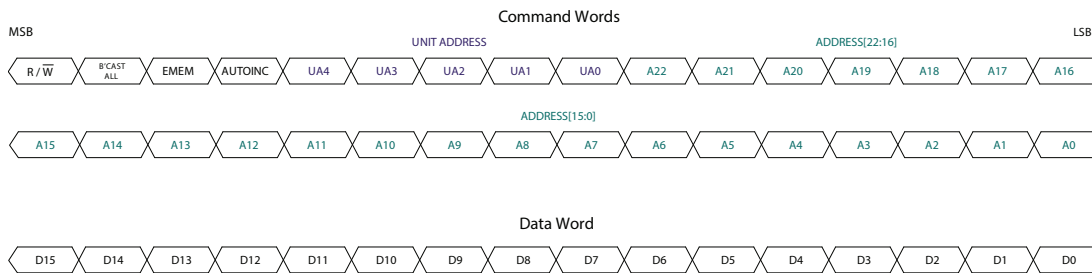 Command Words
MSB LSB
UNIT ADDRESS ADDRESS[22:16]
R / W̅ B'CAST ALL EMEM AUTOINC UA4 UA3 UA2 UA1 UA0 A22 A21 A20 A19 A18 A17 A16
ADDRESS[15:0]
A15 A14 A13 A12 A11 A10 A9 A8 A7 A6 A5 A4 A3 A2 A1 A0
Data Word
D15 D14 D13 D12 D11 D10 D9 D8 D7 D6 D5 D4 D3 D2 D1 D0